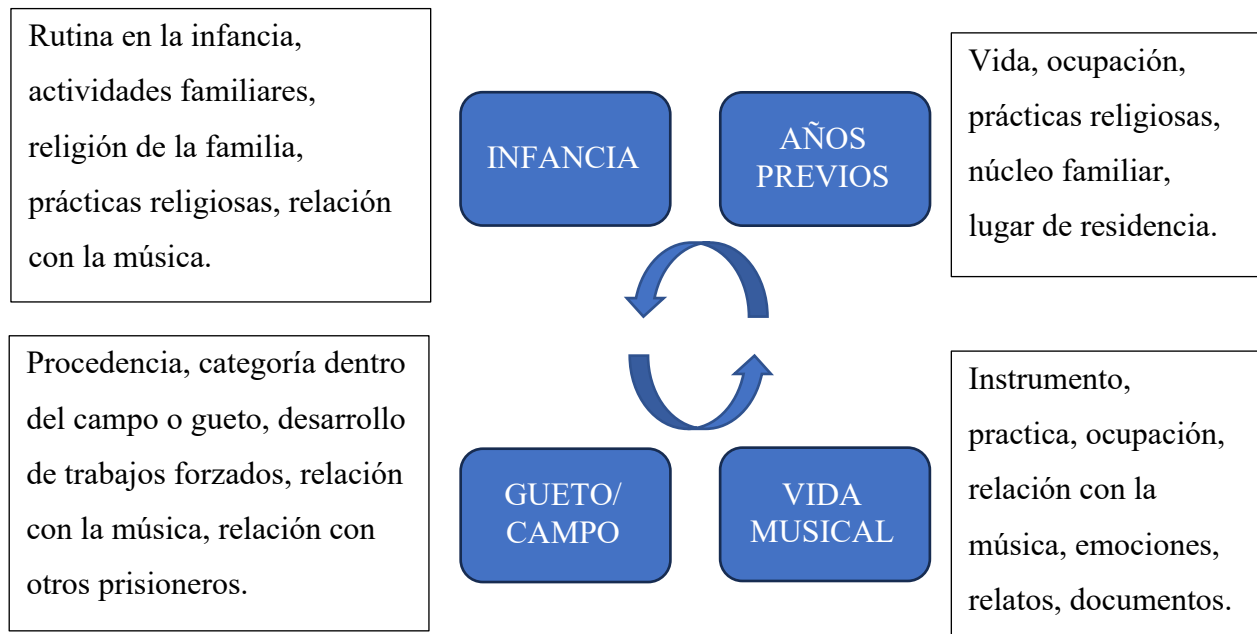 Rutina en la infancia,
actividades familiares,
religión de la familia,
prácticas religiosas, relación
con la música.
INFANCIA
AÑOS
PREVIOS
Vida, ocupación,
prácticas religiosas,
núcleo familiar,
lugar de residencia.
Procedencia, categoría dentro
del campo o gueto, desarrollo
de trabajos forzados, relación
con la música, relación con
otros prisioneros.
GUETO/
CAMPO
VIDA
MUSICAL
Instrumento,
practica, ocupación,
relación con la
música, emociones,
relatos, documentos.